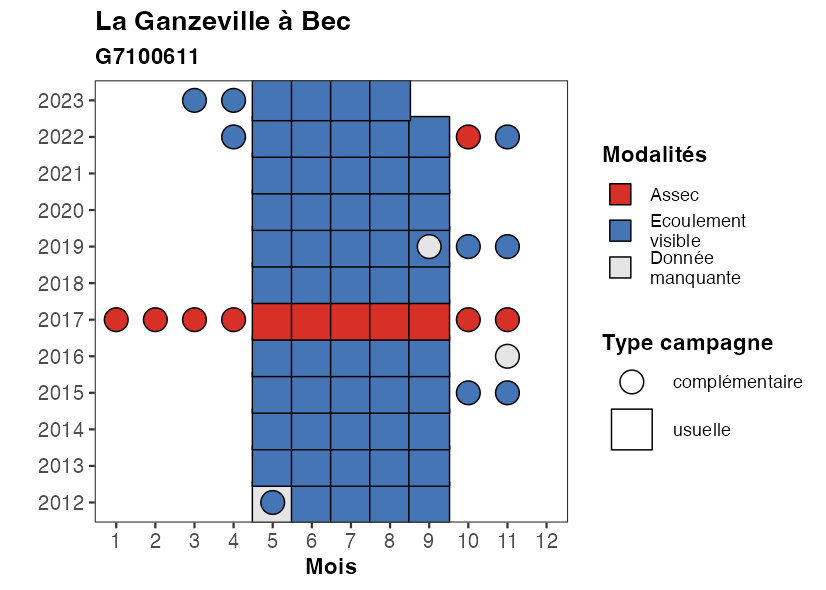 La Ganzeville à Bec
G7100611
2023
2022
2021
2020
2019
2018
2017
2016
2015
2014
2013
2012
1 2 3 4 5 6 7 8 9 10 11 12
Mois
Modalités
Assec
Ecoulement
visible
Donnée
manquante
Type campagne
complémentaire
usuelle